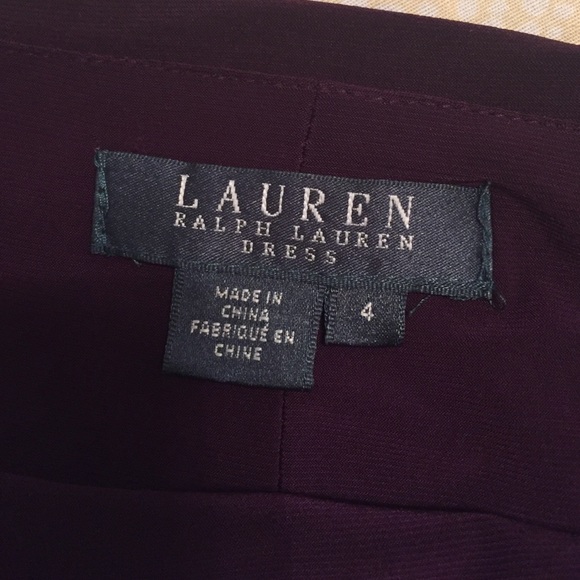 LAUREN
RALPH LAUREN
DRESS
MADE IN
CHINA
FABRIQUÉ EN
CHINE
4